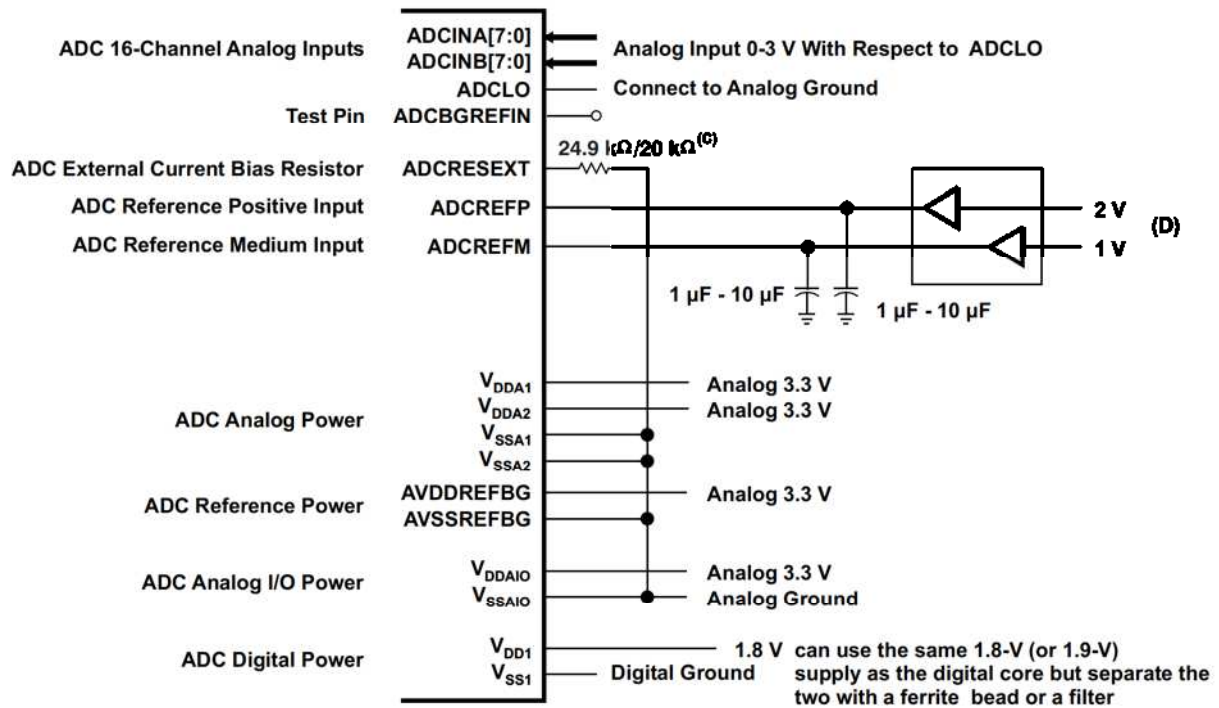 ADC 16-Channel Analog Inputs
ADCINA[7:0]
ADCINB[7:0]
Analog Input 0-3 V With Respect to ADCLO
ADCLO
Connect to Analog Ground
Test Pin
ADCBGREFIN
24.9 kΩ/20 kΩ(C)
ADC External Current Bias Resistor
ADCRESEXT
ADC Reference Positive Input
ADCREFP
2 V
ADC Reference Medium Input
ADCREFM
1 V
(D)
1 µF - 10 µF
1 µF - 10 µF
ADC Analog Power
VDDA1
Analog 3.3 V
VDDA2
Analog 3.3 V
VSSA1
VSSA2
ADC Reference Power
AVDDREFBG
Analog 3.3 V
AVSSREFBG
ADC Analog I/O Power
VDDAIO
Analog 3.3 V
VSSAIO
Analog Ground
ADC Digital Power
VDD1
1.8 V can use the same 1.8-V (or 1.9-V)
VSS1
Digital Ground
supply as the digital core but separate the
two with a ferrite bead or a filter